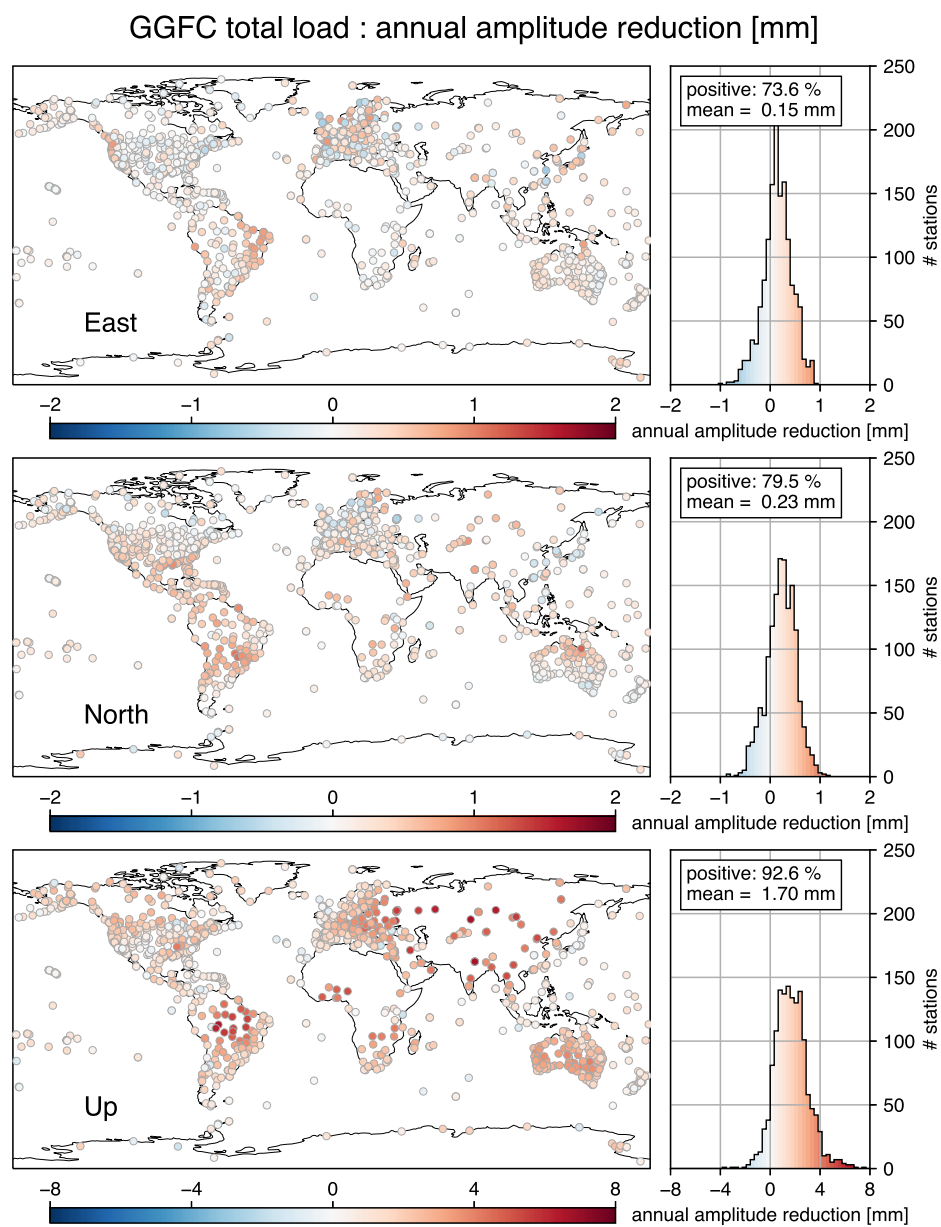 GGFC total load : annual amplitude reduction [mm]
East
−2 −1 0 1 2
annual amplitude reduction [mm]
positive: 73.6 %
mean = 0.15 mm
0 50 100 150 200 250
# stations
−2 −1 0 1 2
North
−2 −1 0 1 2
annual amplitude reduction [mm]
positive: 79.5 %
mean = 0.23 mm
0 50 100 150 200 250
# stations
−2 −1 0 1 2
Up
−8 −4 0 4 8
annual amplitude reduction [mm]
positive: 92.6 %
mean = 1.70 mm
0 50 100 150 200 250
# stations
−8 −4 0 4 8